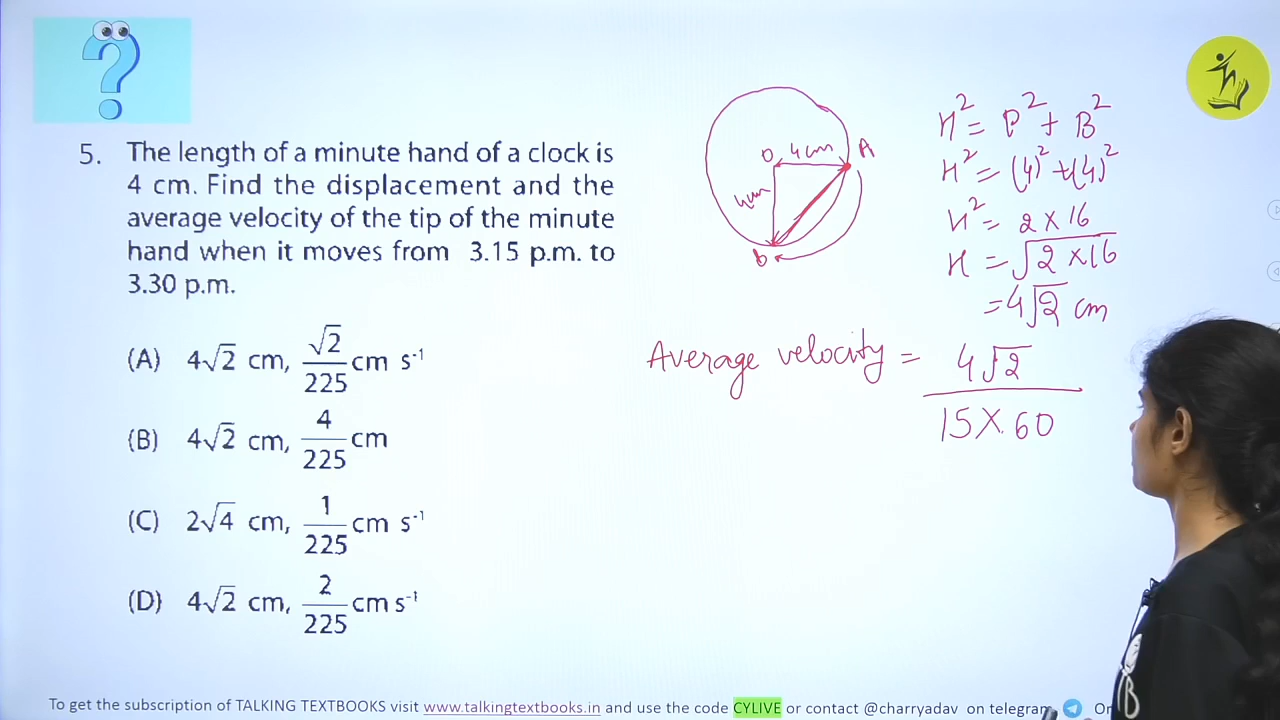 5. The length of a minute hand of a clock is
4 cm. Find the displacement and the
average velocity of the tip of the minute
hand when it moves from 3.15 p.m. to
3.30 p.m.
(A) 4√2 cm, √2/225 cm s⁻¹
(B) 4√2 cm, 4/225 cm
(C) 2√4 cm, 1/225 cm s⁻¹
(D) 4√2 cm, 2/225 cm s⁻¹
O 4cm A
4cm
B
H² = P² + B²
H² = (4)² + (4)²
H² = 2 × 16
H = √2 × 16
= 4√2 cm
Average velocity = 4√2
15 × 60
To get the subscription of TALKING TEXTBOOKS visit www.talkingtextbooks.in and use the code CYLIVE or contact @charryadav on telegram Or